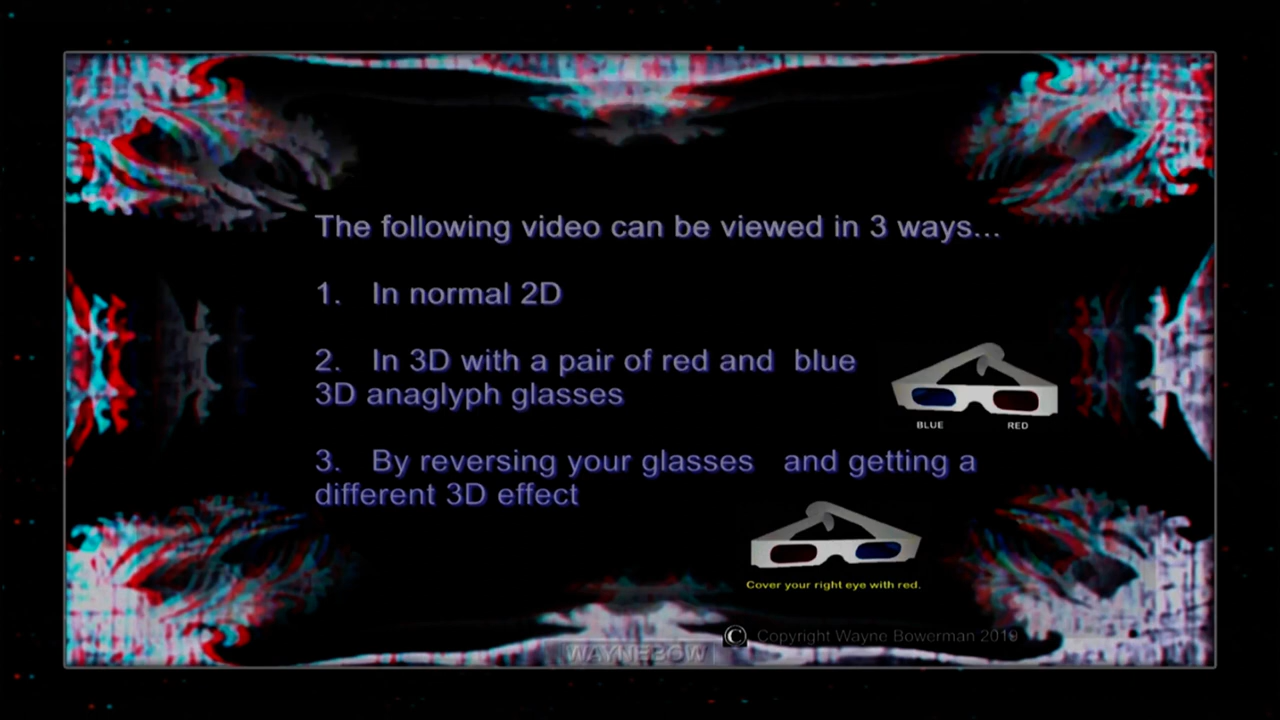 The following video can be viewed in 3 ways...
1. In normal 2D
2. In 3D with a pair of red and blue
3D anaglyph glasses
BLUE RED
3. By reversing your glasses and getting a
different 3D effect
Cover your right eye with red.
© Copyright Wayne Bowerman 2019
WAYNEBOW